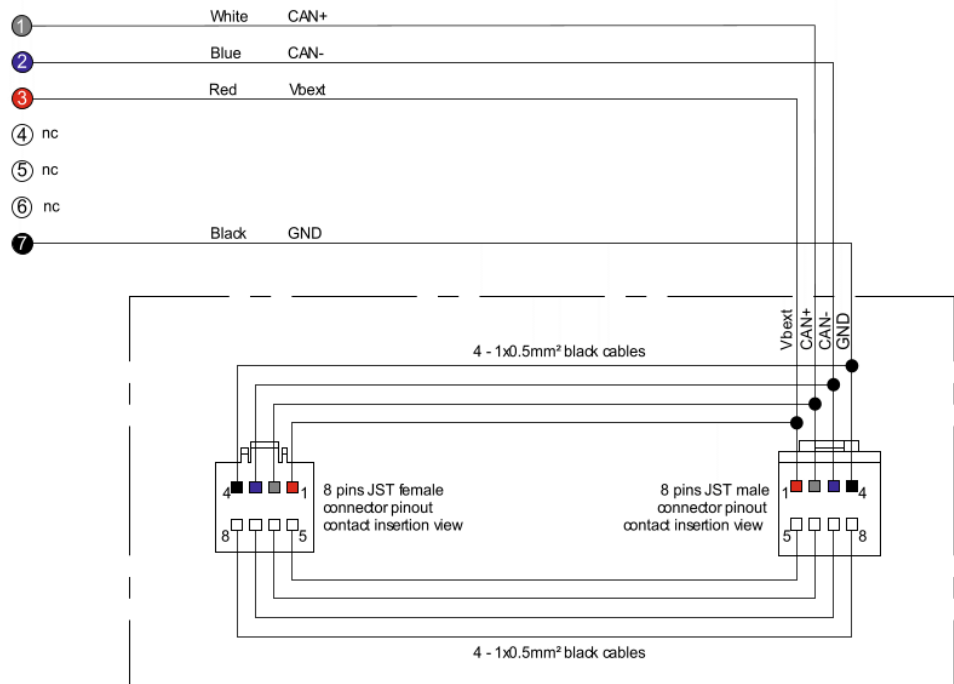 1 White CAN+
2 Blue CAN-
3 Red Vbext
4 nc
5 nc
6 nc
7 Black GND
Vbext
CAN+
CAN-
GND
4 - 1x0.5mm² black cables
4 1
8 pins JST female
connector pinout
contact insertion view
8 5
8 pins JST male
connector pinout
contact insertion view
1 4
5 8
4 - 1x0.5mm² black cables